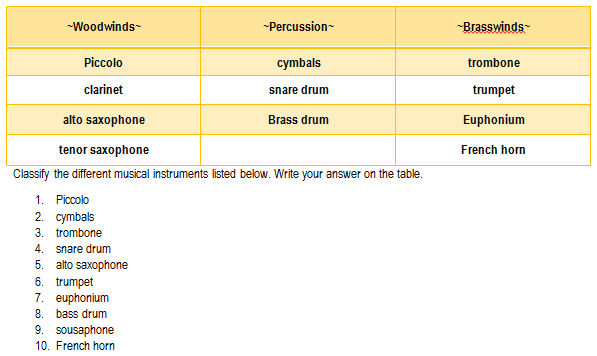 ~Woodwinds~ ~Percussion~ ~Brasswinds~
Piccolo cymbals trombone
clarinet snare drum trumpet
alto saxophone Brass drum Euphonium
tenor saxophone French horn
Classify the different musical instruments listed below. Write your answer on the table.
1. Piccolo
2. cymbals
3. trombone
4. snare drum
5. alto saxophone
6. trumpet
7. euphonium
8. bass drum
9. sousaphone
10. French horn